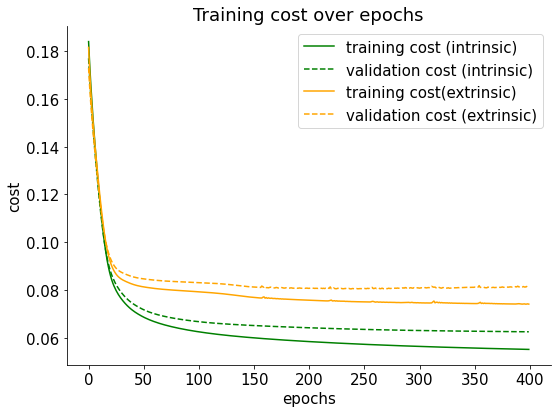 Training cost over epochs
training cost (intrinsic)
validation cost (intrinsic)
training cost(extrinsic)
validation cost (extrinsic)
cost
0.18
0.16
0.14
0.12
0.10
0.08
0.06
0 50 100 150 200 250 300 350 400
epochs